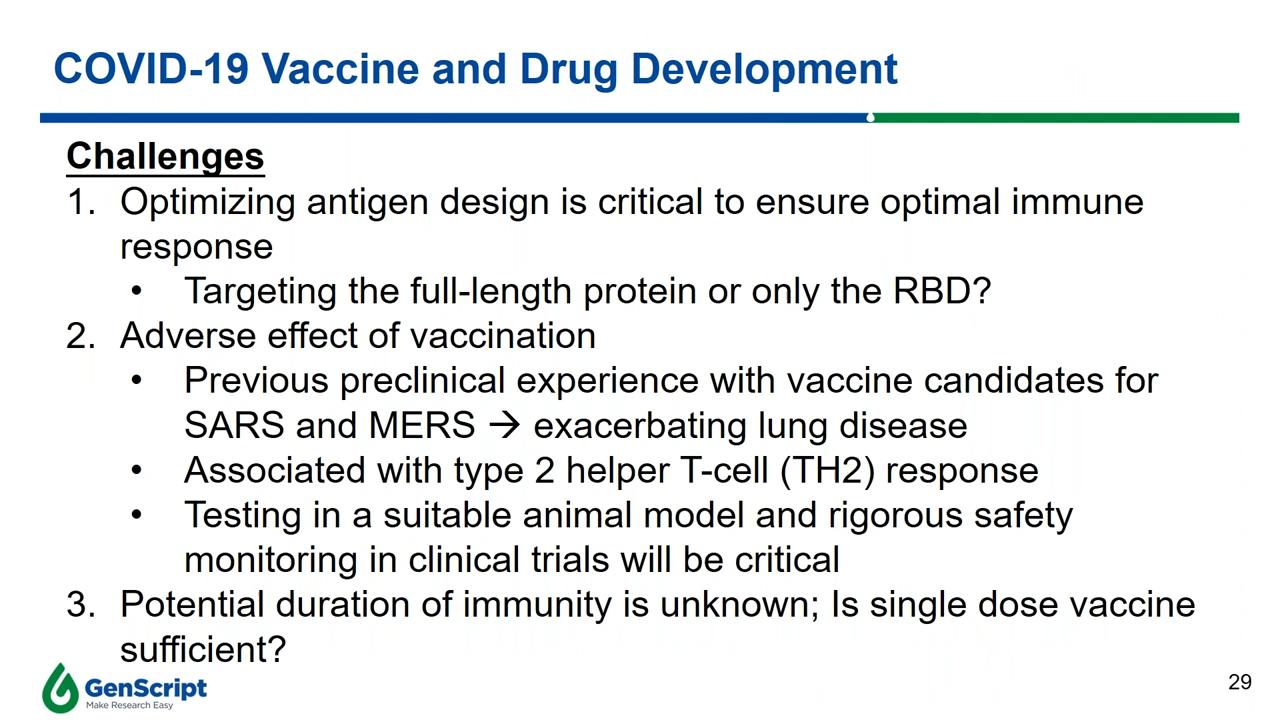 COVID-19 Vaccine and Drug Development
Challenges
1. Optimizing antigen design is critical to ensure optimal immune
response
• Targeting the full-length protein or only the RBD?
2. Adverse effect of vaccination
• Previous preclinical experience with vaccine candidates for
SARS and MERS → exacerbating lung disease
• Associated with type 2 helper T-cell (TH2) response
• Testing in a suitable animal model and rigorous safety
monitoring in clinical trials will be critical
3. Potential duration of immunity is unknown; Is single dose vaccine
sufficient?
GenScript
Make Research Easy
29